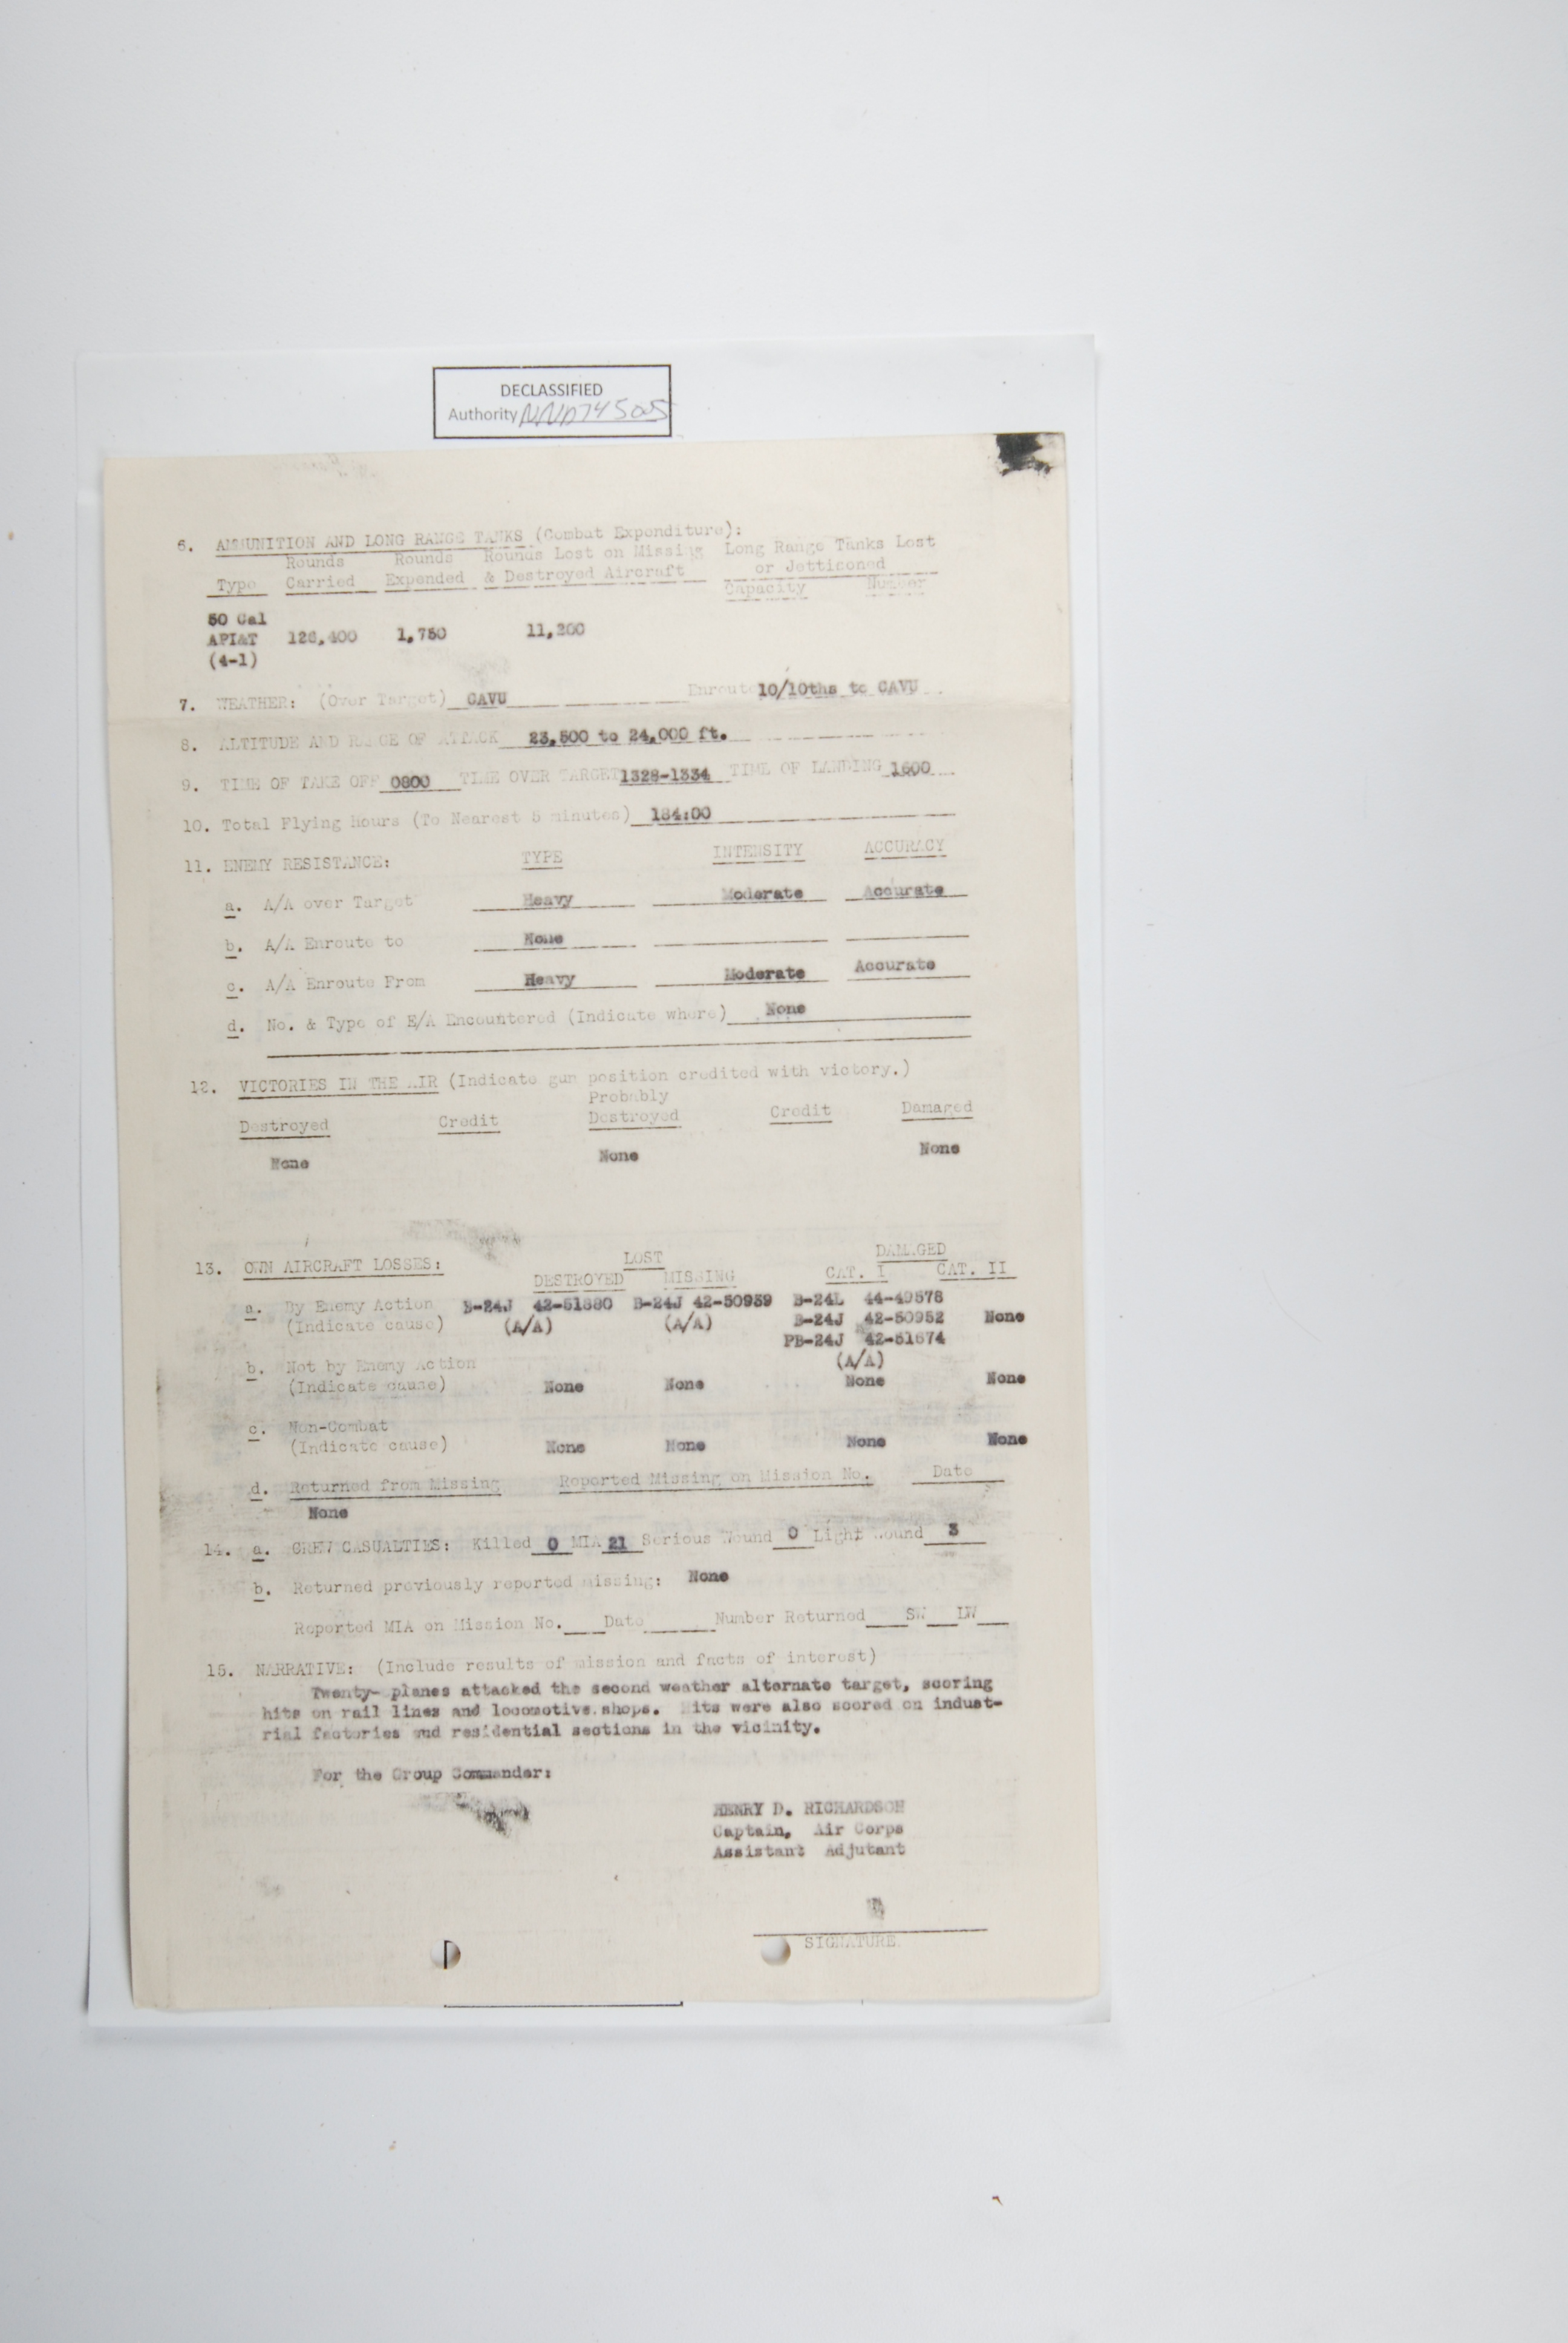 DECLASSIFIED
Authority NND745005
6. AMMUNITION AND LONG RANGE TANKS (Combat Expenditure):
Rounds Rounds Rounds Lost on Missing Long Range Tanks Lost
Type Carried Expended & Destroyed Aircraft or Jetticoned
Capacity Number
50 Cal
API&T 126,400 1,750 11,200
(4-1)
7. WEATHER: (Over Target) CAVU Enroute 10/10ths to CAVU
8. ALTITUDE AND RANGE OF ATTACK 23,500 to 24,000 ft.
9. TIME OF TAKE OFF 0800 TIME OVER TARGET 1328-1334 TIME OF LANDING 1600
10. Total Flying Hours (To Nearest 5 minutes) 184:00
11. ENEMY RESISTANCE: TYPE INTENSITY ACCURACY
a. A/A over Target Heavy Moderate Accurate
b. A/A Enroute to None
c. A/A Enroute From Heavy Moderate Accurate
d. No. & Type of E/A Encountered (Indicate where) None
12. VICTORIES IN THE AIR (Indicate gun position credited with victory.)
Probably
Destroyed Credit Destroyed Credit Damaged
None None None
13. OWN AIRCRAFT LOSSES: LOST DAMAGED
DESTROYED MISSING CAT. I CAT. II
a. By Enemy Action B-24J 42-51880 B-24J 42-50959 B-24L 44-49578
(Indicate cause) (A/A) (A/A) B-24J 42-50952 None
PB-24J 42-51674
b. Not by Enemy Action (A/A)
(Indicate cause) None None None None
c. Non-Combat
(Indicate cause) None None None None
d. Returned from Missing Reported Missing on Mission No. Date
None
14. a. CREW CASUALTIES: Killed 0 MIA 21 Serious Wound 0 Light Wound 3
b. Returned previously reported missing: None
Reported MIA on Mission No. Date Number Returned SW LW
15. NARRATIVE: (Include results of mission and facts of interest)
Twenty- planes attacked the second weather alternate target, scoring
hits on rail lines and locomotive shops. Hits were also scored on indust-
rial factories and residential sections in the vicinity.
For the Group Commander:
HENRY D. RICHARDSON
Captain, Air Corps
Assistant Adjutant
SIGNATURE